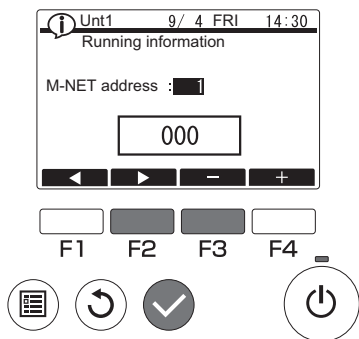 Unt1 9/ 4 FRI 14:30
Running information
M-NET address : 1
000
◀ ▶ − +
F1 F2 F3 F4